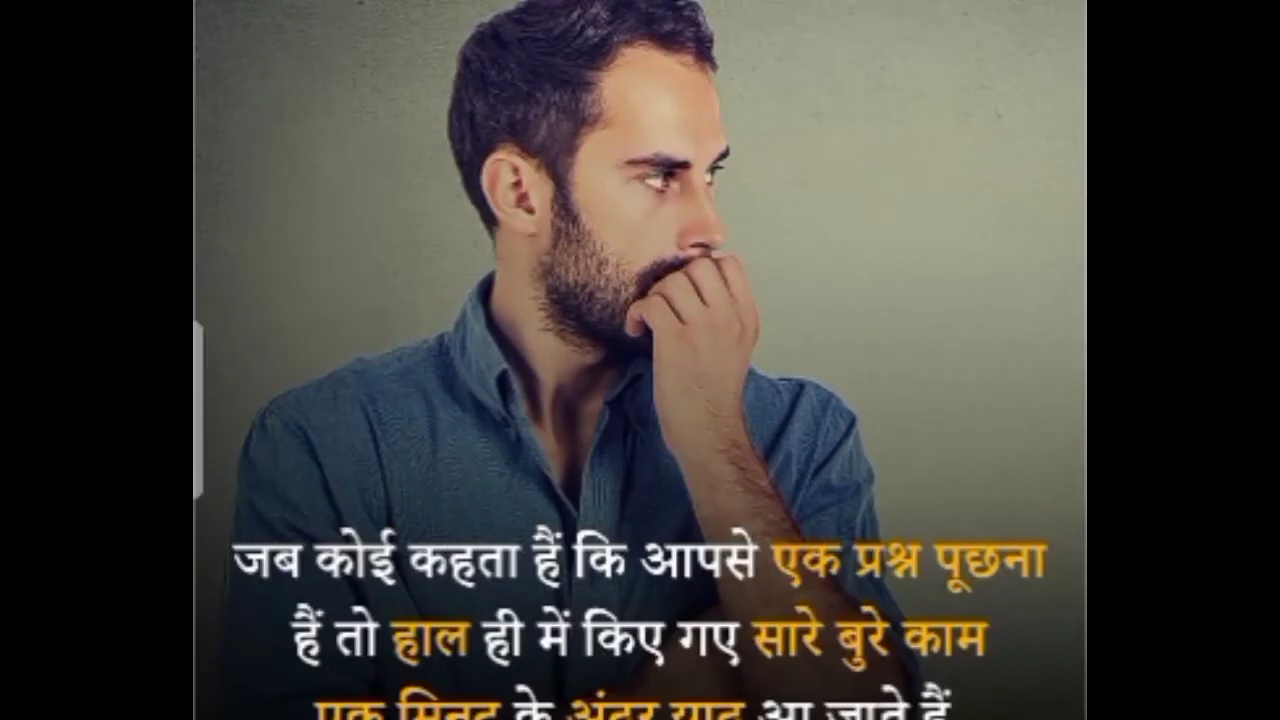 जब कोई कहता हैं कि आपसे एक प्रश्न पूछना
हैं तो हाल ही में किए गए सारे बुरे काम
एक मिनट के अंदर याद आ जाते हैं